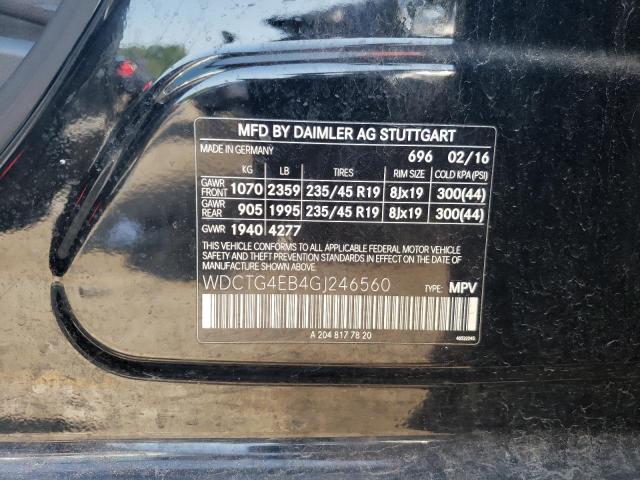 MFD BY DAIMLER AG STUTTGART
MADE IN GERMANY 696 02/16
KG LB TIRES RIM SIZE COLD KPA (PSI)
GAWR FRONT 1070 2359 235/45 R19 8Jx19 300(44)
GAWR REAR 905 1995 235/45 R19 8Jx19 300(44)
GVWR 1940 4277
THIS VEHICLE CONFORMS TO ALL APPLICABLE FEDERAL MOTOR VEHICLE
SAFETY AND THEFT PREVENTION STANDARDS IN EFFECT ON THE DATE OF
MANUFACTURE SHOWN ABOVE.
WDCTG4EB4GJ246560 TYPE: MPV
A 204 817 78 20